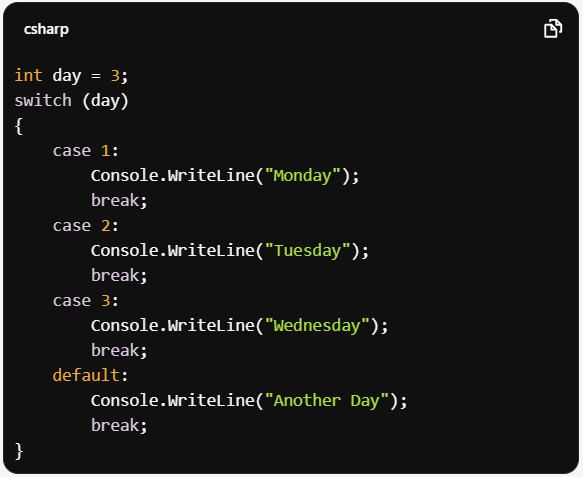 csharp
int day = 3;
switch (day)
{
    case 1:
        Console.WriteLine("Monday");
        break;
    case 2:
        Console.WriteLine("Tuesday");
        break;
    case 3:
        Console.WriteLine("Wednesday");
        break;
    default:
        Console.WriteLine("Another Day");
        break;
}